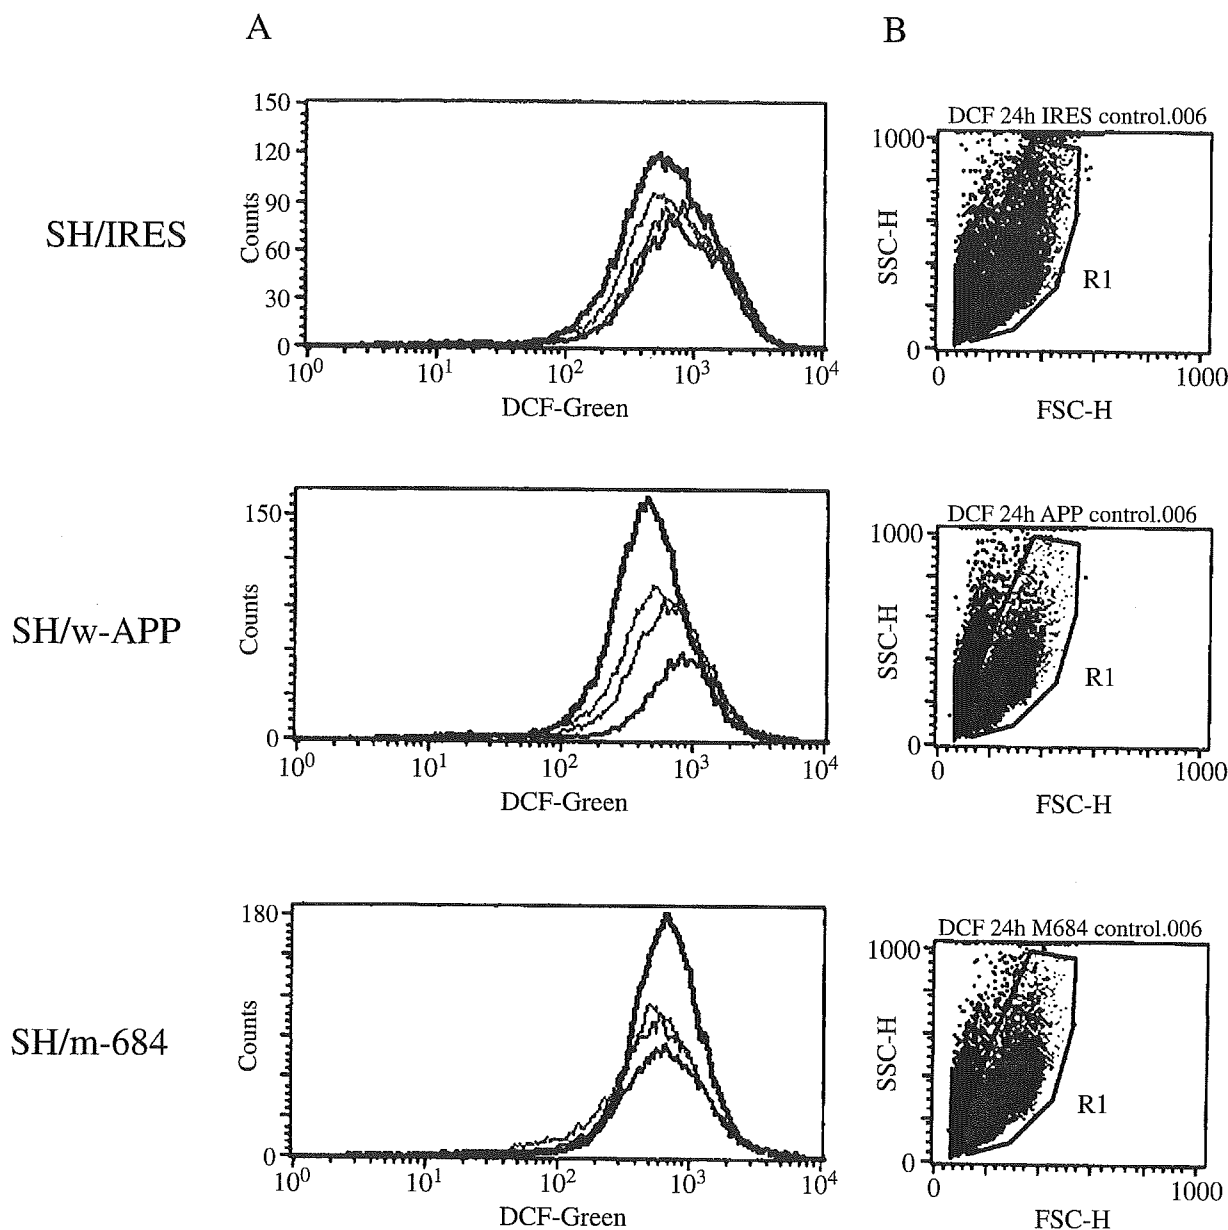 A
B
SH/IRES
Counts
150
120
90
60
30
0
10^0
10^1
10^2
10^3
10^4
DCF-Green
DCF 24h IRES control.006
SSC-H
1000
0
R1
0
1000
FSC-H
SH/w-APP
Counts
150
0
10^0
10^1
10^2
10^3
10^4
DCF-Green
DCF 24h APP control.006
SSC-H
1000
0
R1
0
1000
FSC-H
SH/m-684
Counts
180
0
10^0
10^1
10^2
10^3
10^4
DCF-Green
DCF 24h M684 control.006
SSC-H
1000
0
R1
0
1000
FSC-H